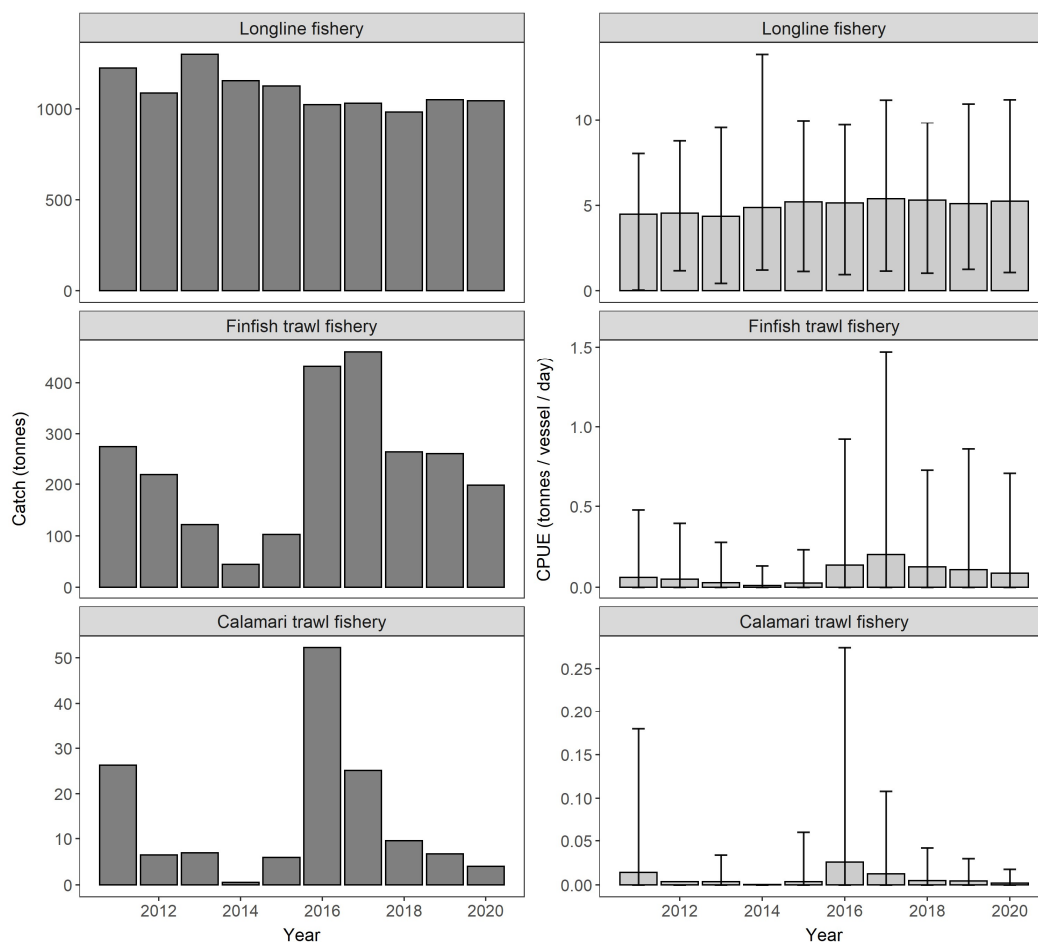 Longline fishery
1000
500
0
Finfish trawl fishery
400
300
200
100
0
Calamari trawl fishery
50
40
30
20
10
0
2012 2014 2016 2018 2020
Year
Catch (tonnes)
Longline fishery
10
5
0
Finfish trawl fishery
1.5
1.0
0.5
0.0
Calamari trawl fishery
0.25
0.20
0.15
0.10
0.05
0.00
2012 2014 2016 2018 2020
Year
CPUE (tonnes / vessel / day)